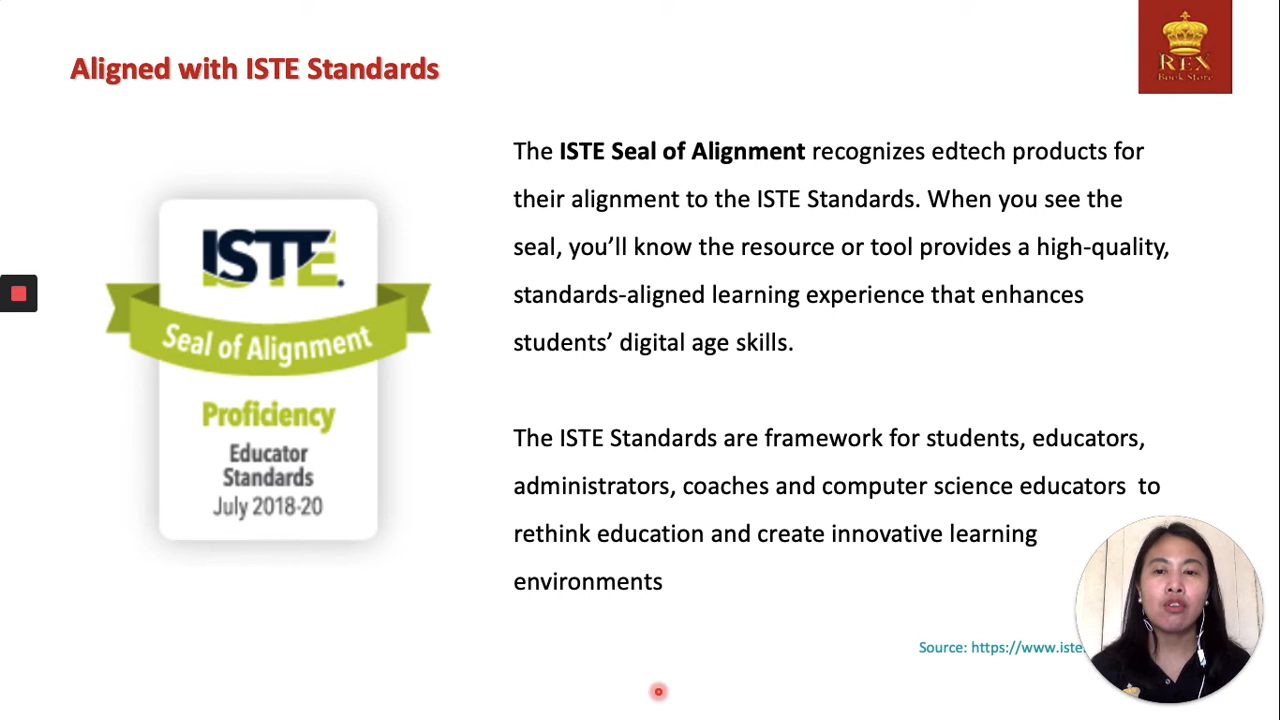 Aligned with ISTE Standards
REX
Book Store
The ISTE Seal of Alignment recognizes edtech products for
their alignment to the ISTE Standards. When you see the
seal, you’ll know the resource or tool provides a high-quality,
standards-aligned learning experience that enhances
students’ digital age skills.
ISTE
Seal of Alignment
Proficiency
Educator
Standards
July 2018-20
The ISTE Standards are framework for students, educators,
administrators, coaches and computer science educators to
rethink education and create innovative learning
environments
Source: https://www.iste.